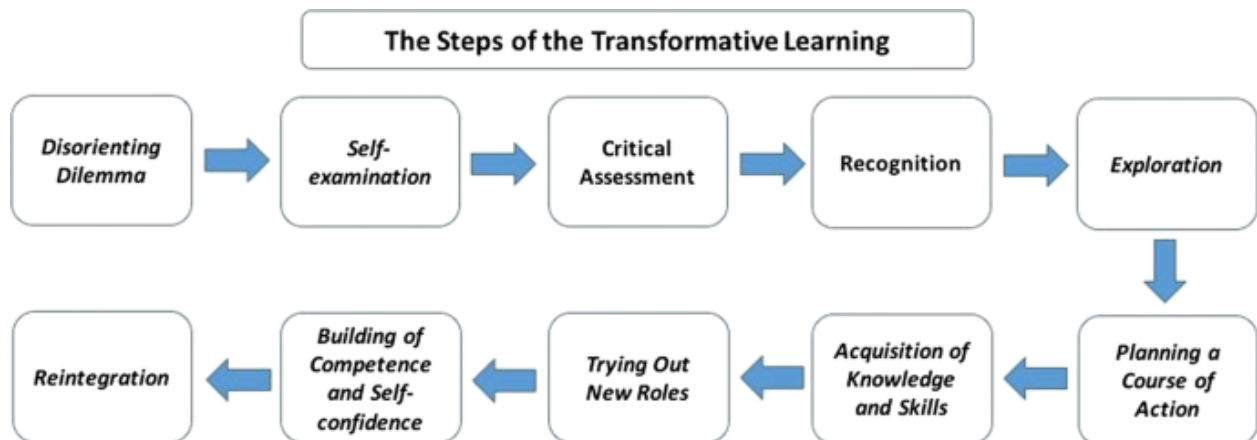 The Steps of the Transformative Learning
Disorienting
Dilemma
Self-
examination
Critical
Assessment
Recognition
Exploration
Planning a
Course of
Action
Acquisition of
Knowledge
and Skills
Trying Out
New Roles
Building of
Competence
and Self-
confidence
Reintegration